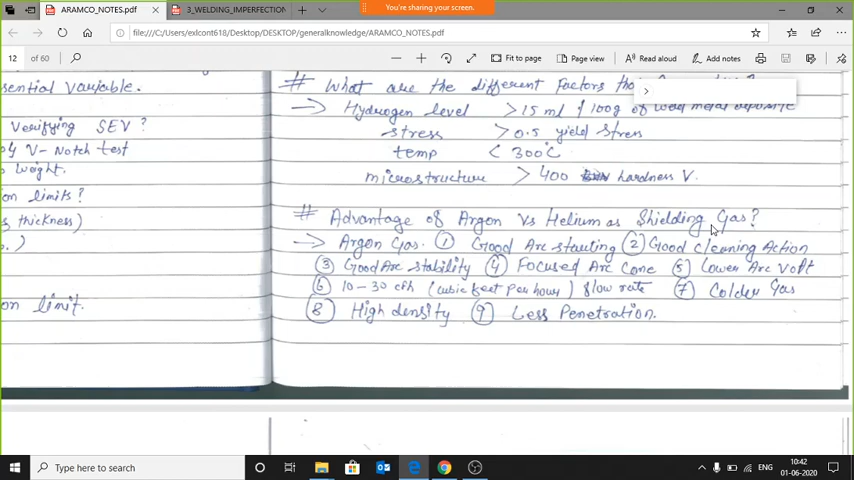 You're sharing your screen.
ARAMCO_NOTES.pdf
3_WELDING_IMPERFECTION
file:///C:/Users/exlcont618/Desktop/DESKTOP/generalknowledge/ARAMCO_NOTES.pdf
12 of 60
Fit to page
Page view
Read aloud
Add notes
sential variable.
Verifying SEV?
V-Notch test
weight.
on limits?
thickness)
on limit.
# What are the different Factors
→ Hydrogen level > 15 ml / 100g of weld metal deposite
stress > 0.5 yield stress
temp < 300°C
microstructure > 400 hardness V.
# Advantage of Argon Vs Helium as Shielding Gas?
→ Argon Gas. ① Good Arc starting ② Good cleaning Action
③ Good Arc stability ④ Focused Arc Cone ⑤ Lower Arc Volt
⑥ 10-30 cfh (cubic feet per hour) flow rate ⑦ Colder Gas
⑧ High density ⑨ Less Penetration.
Type here to search
ENG
10:42
01-06-2020